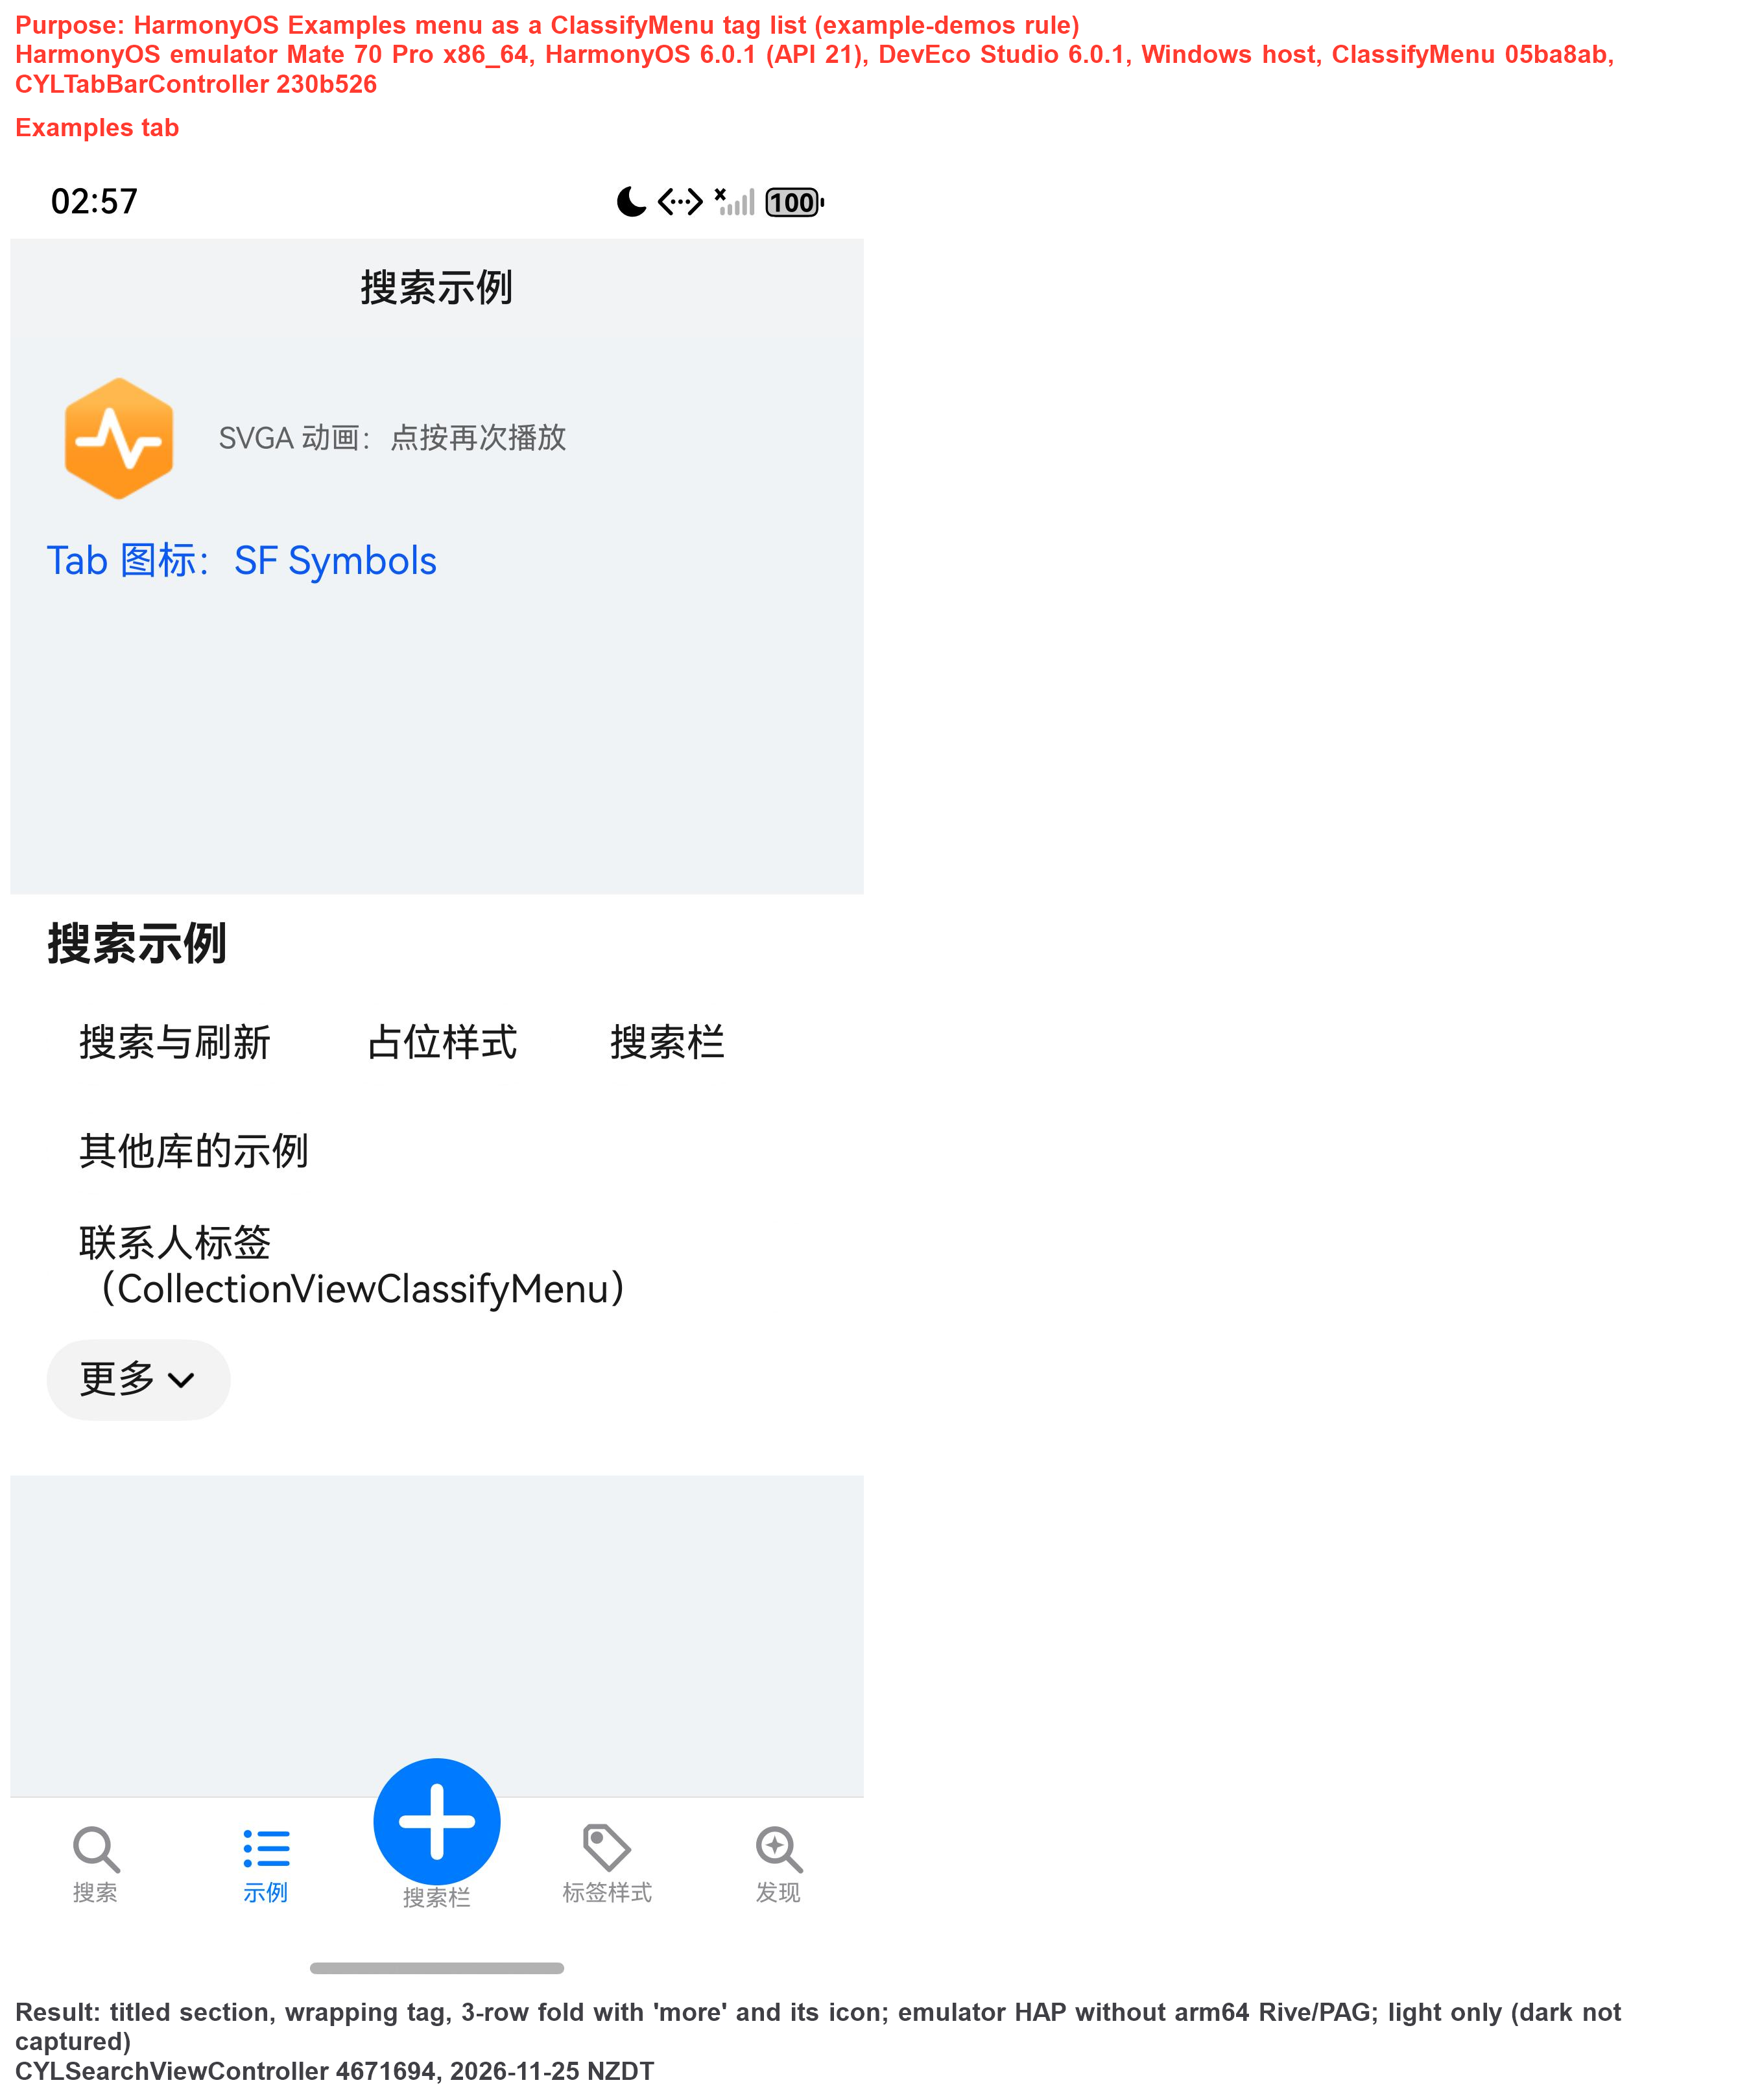 Purpose: HarmonyOS Examples menu as a ClassifyMenu tag list (example-demos rule)
HarmonyOS emulator Mate 70 Pro x86_64, HarmonyOS 6.0.1 (API 21), DevEco Studio 6.0.1, Windows host, ClassifyMenu 05ba8ab,
CYLTabBarController 230b526
Examples tab
02:57
100
搜索示例
SVGA 动画：点按再次播放
Tab 图标：SF Symbols
搜索示例
搜索与刷新 占位样式 搜索栏
其他库的示例
联系人标签
（CollectionViewClassifyMenu）
更多
搜索 示例 搜索栏 标签样式 发现
Result: titled section, wrapping tag, 3-row fold with 'more' and its icon; emulator HAP without arm64 Rive/PAG; light only (dark not
captured)
CYLSearchViewController 4671694, 2026-11-25 NZDT